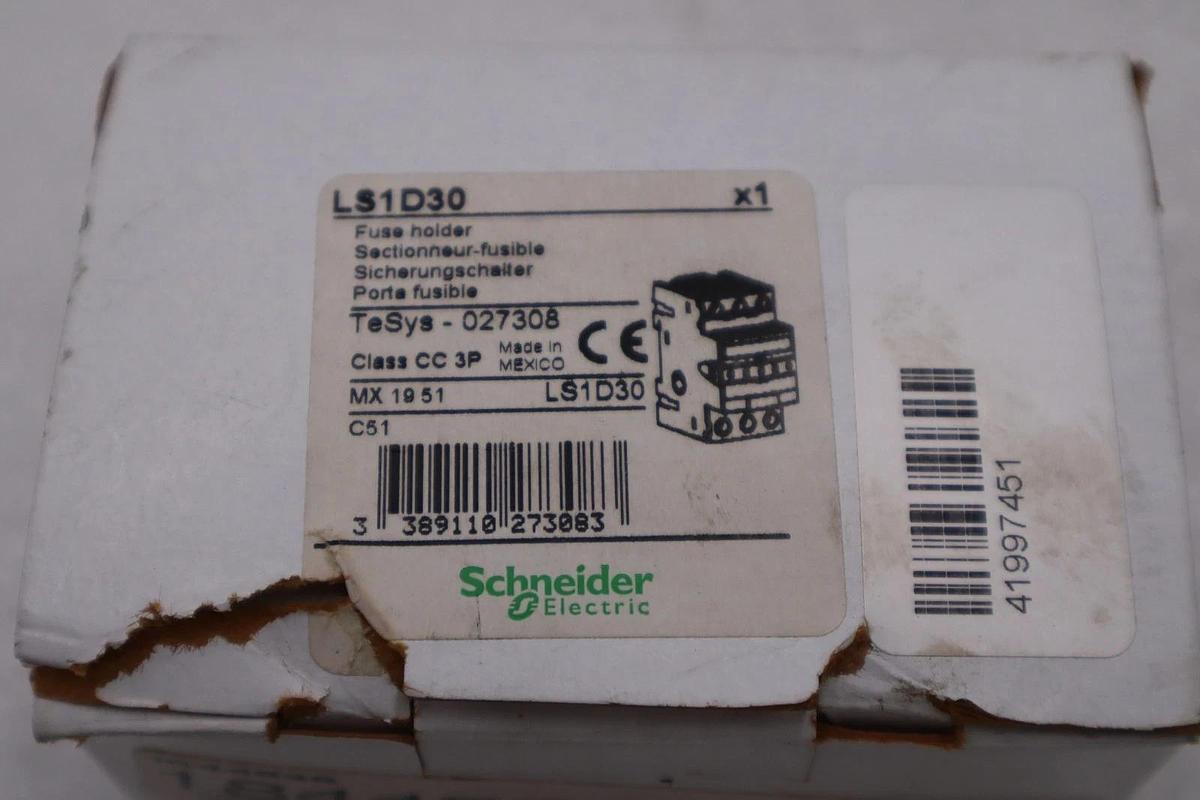 LS1D30 x1
Fuse holder
Sectionneur-fusible
Sicherungschalter
Porta fusible
TeSys - 027308
Class CC 3P Made in MEXICO CE
MX 19 51 LS1D30
C51
3 389110 273083
Schneider
Electric
41997451